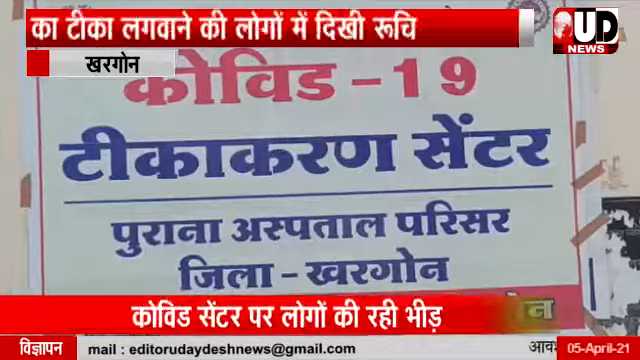 का टीका लगवाने की लोगों में दिखी रूचि
UD
NEWS
खरगोन
कोविड -19
टीकाकरण सेंटर
पुराना अस्पताल परिसर
जिला - खरगोन
कोविड सेंटर पर लोगों की रही भीड़
विज्ञापन
mail : editorudaydeshnews@gmail.com
05-April-21